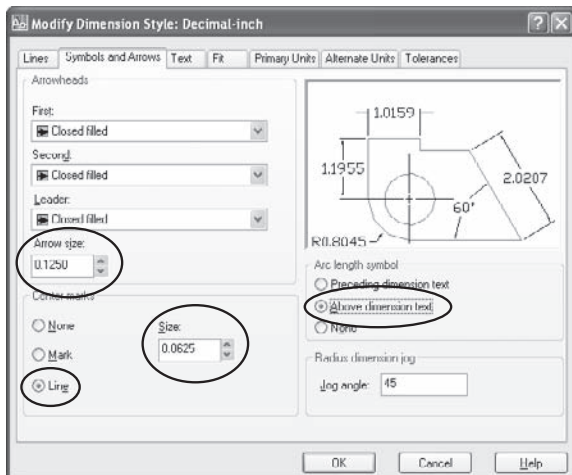 Modify Dimension Style: Decimal-inch
Lines Symbols and Arrows Text Fit Primary Units Alternate Units Tolerances
Arrowheads
First:
Closed filled
Second:
Closed filled
Leader:
Closed filled
Arrow size:
0.1250
Center marks
None
Mark
Line
Size:
0.0625
1.0159
1.1955
2.0207
60°
R0.8045
Arc length symbol
Preceding dimension text
Above dimension text
None
Radius dimension jog
Jog angle: 45
OK Cancel Help